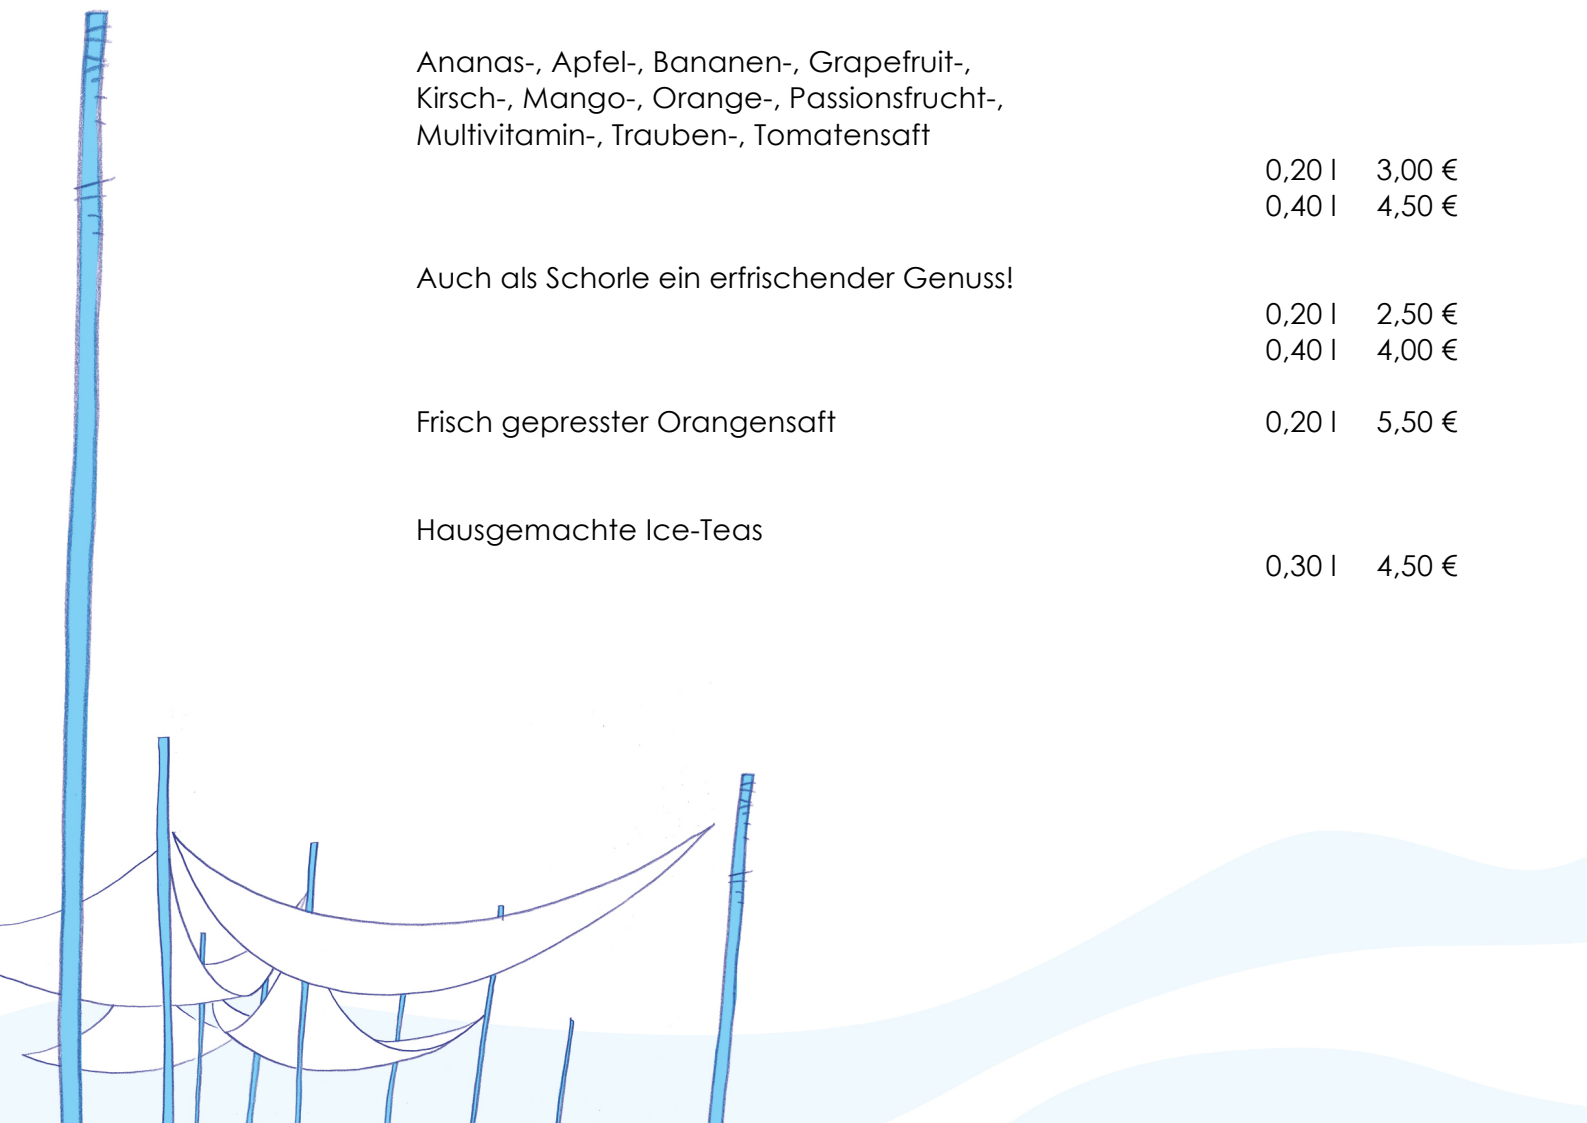 Ananas-, Apfel-, Bananen-, Grapefruit-,
Kirsch-, Mango-, Orange-, Passionsfrucht-,
Multivitamin-, Trauben-, Tomatensaft
0,20 l 3,00 €
0,40 l 4,50 €
Auch als Schorle ein erfrischender Genuss!
0,20 l 2,50 €
0,40 l 4,00 €
Frisch gepresster Orangensaft 0,20 l 5,50 €
Hausgemachte Ice-Teas
0,30 l 4,50 €